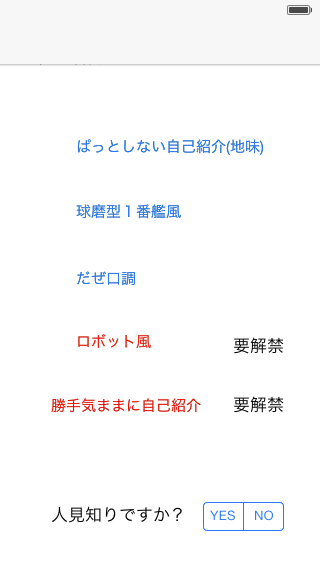 ぱっとしない自己紹介(地味)
球磨型１番艦風
だぜ口調
ロボット風 要解禁
勝手気ままに自己紹介 要解禁
人見知りですか？ YES NO